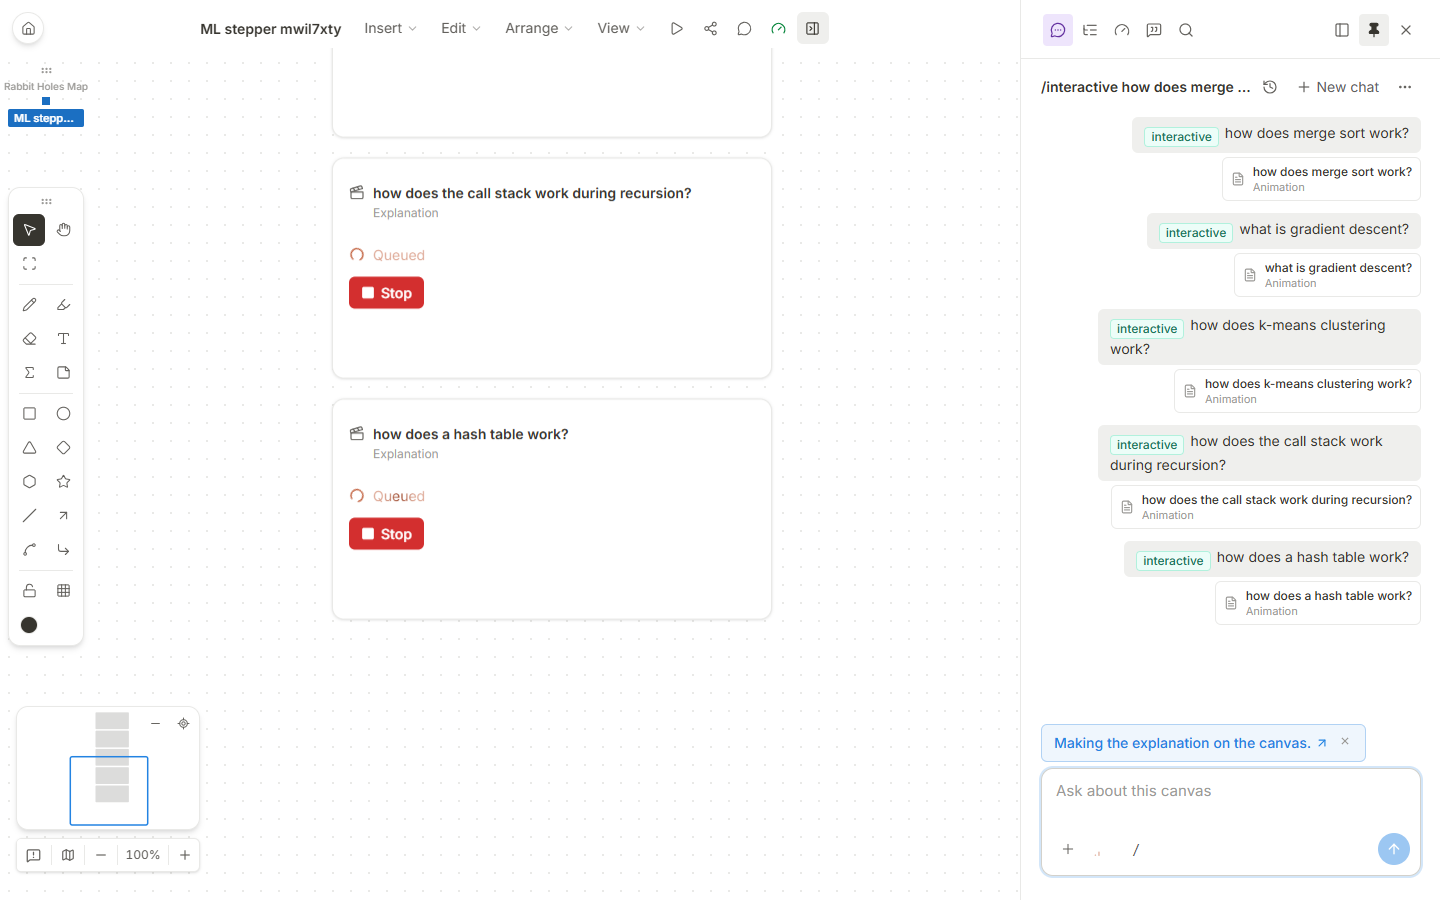 ML stepper mwil7xty
Insert
Edit
Arrange
View
Rabbit Holes Map
ML stepp...
how does the call stack work during recursion?
Explanation
Queued
Stop
how does a hash table work?
Explanation
Queued
Stop
100%
/interactive how does merge ...
New chat
interactive how does merge sort work?
how does merge sort work?
Animation
interactive what is gradient descent?
what is gradient descent?
Animation
interactive how does k-means clustering
work?
how does k-means clustering work?
Animation
interactive how does the call stack work
during recursion?
how does the call stack work during recursion?
Animation
interactive how does a hash table work?
how does a hash table work?
Animation
Making the explanation on the canvas.
Ask about this canvas
/